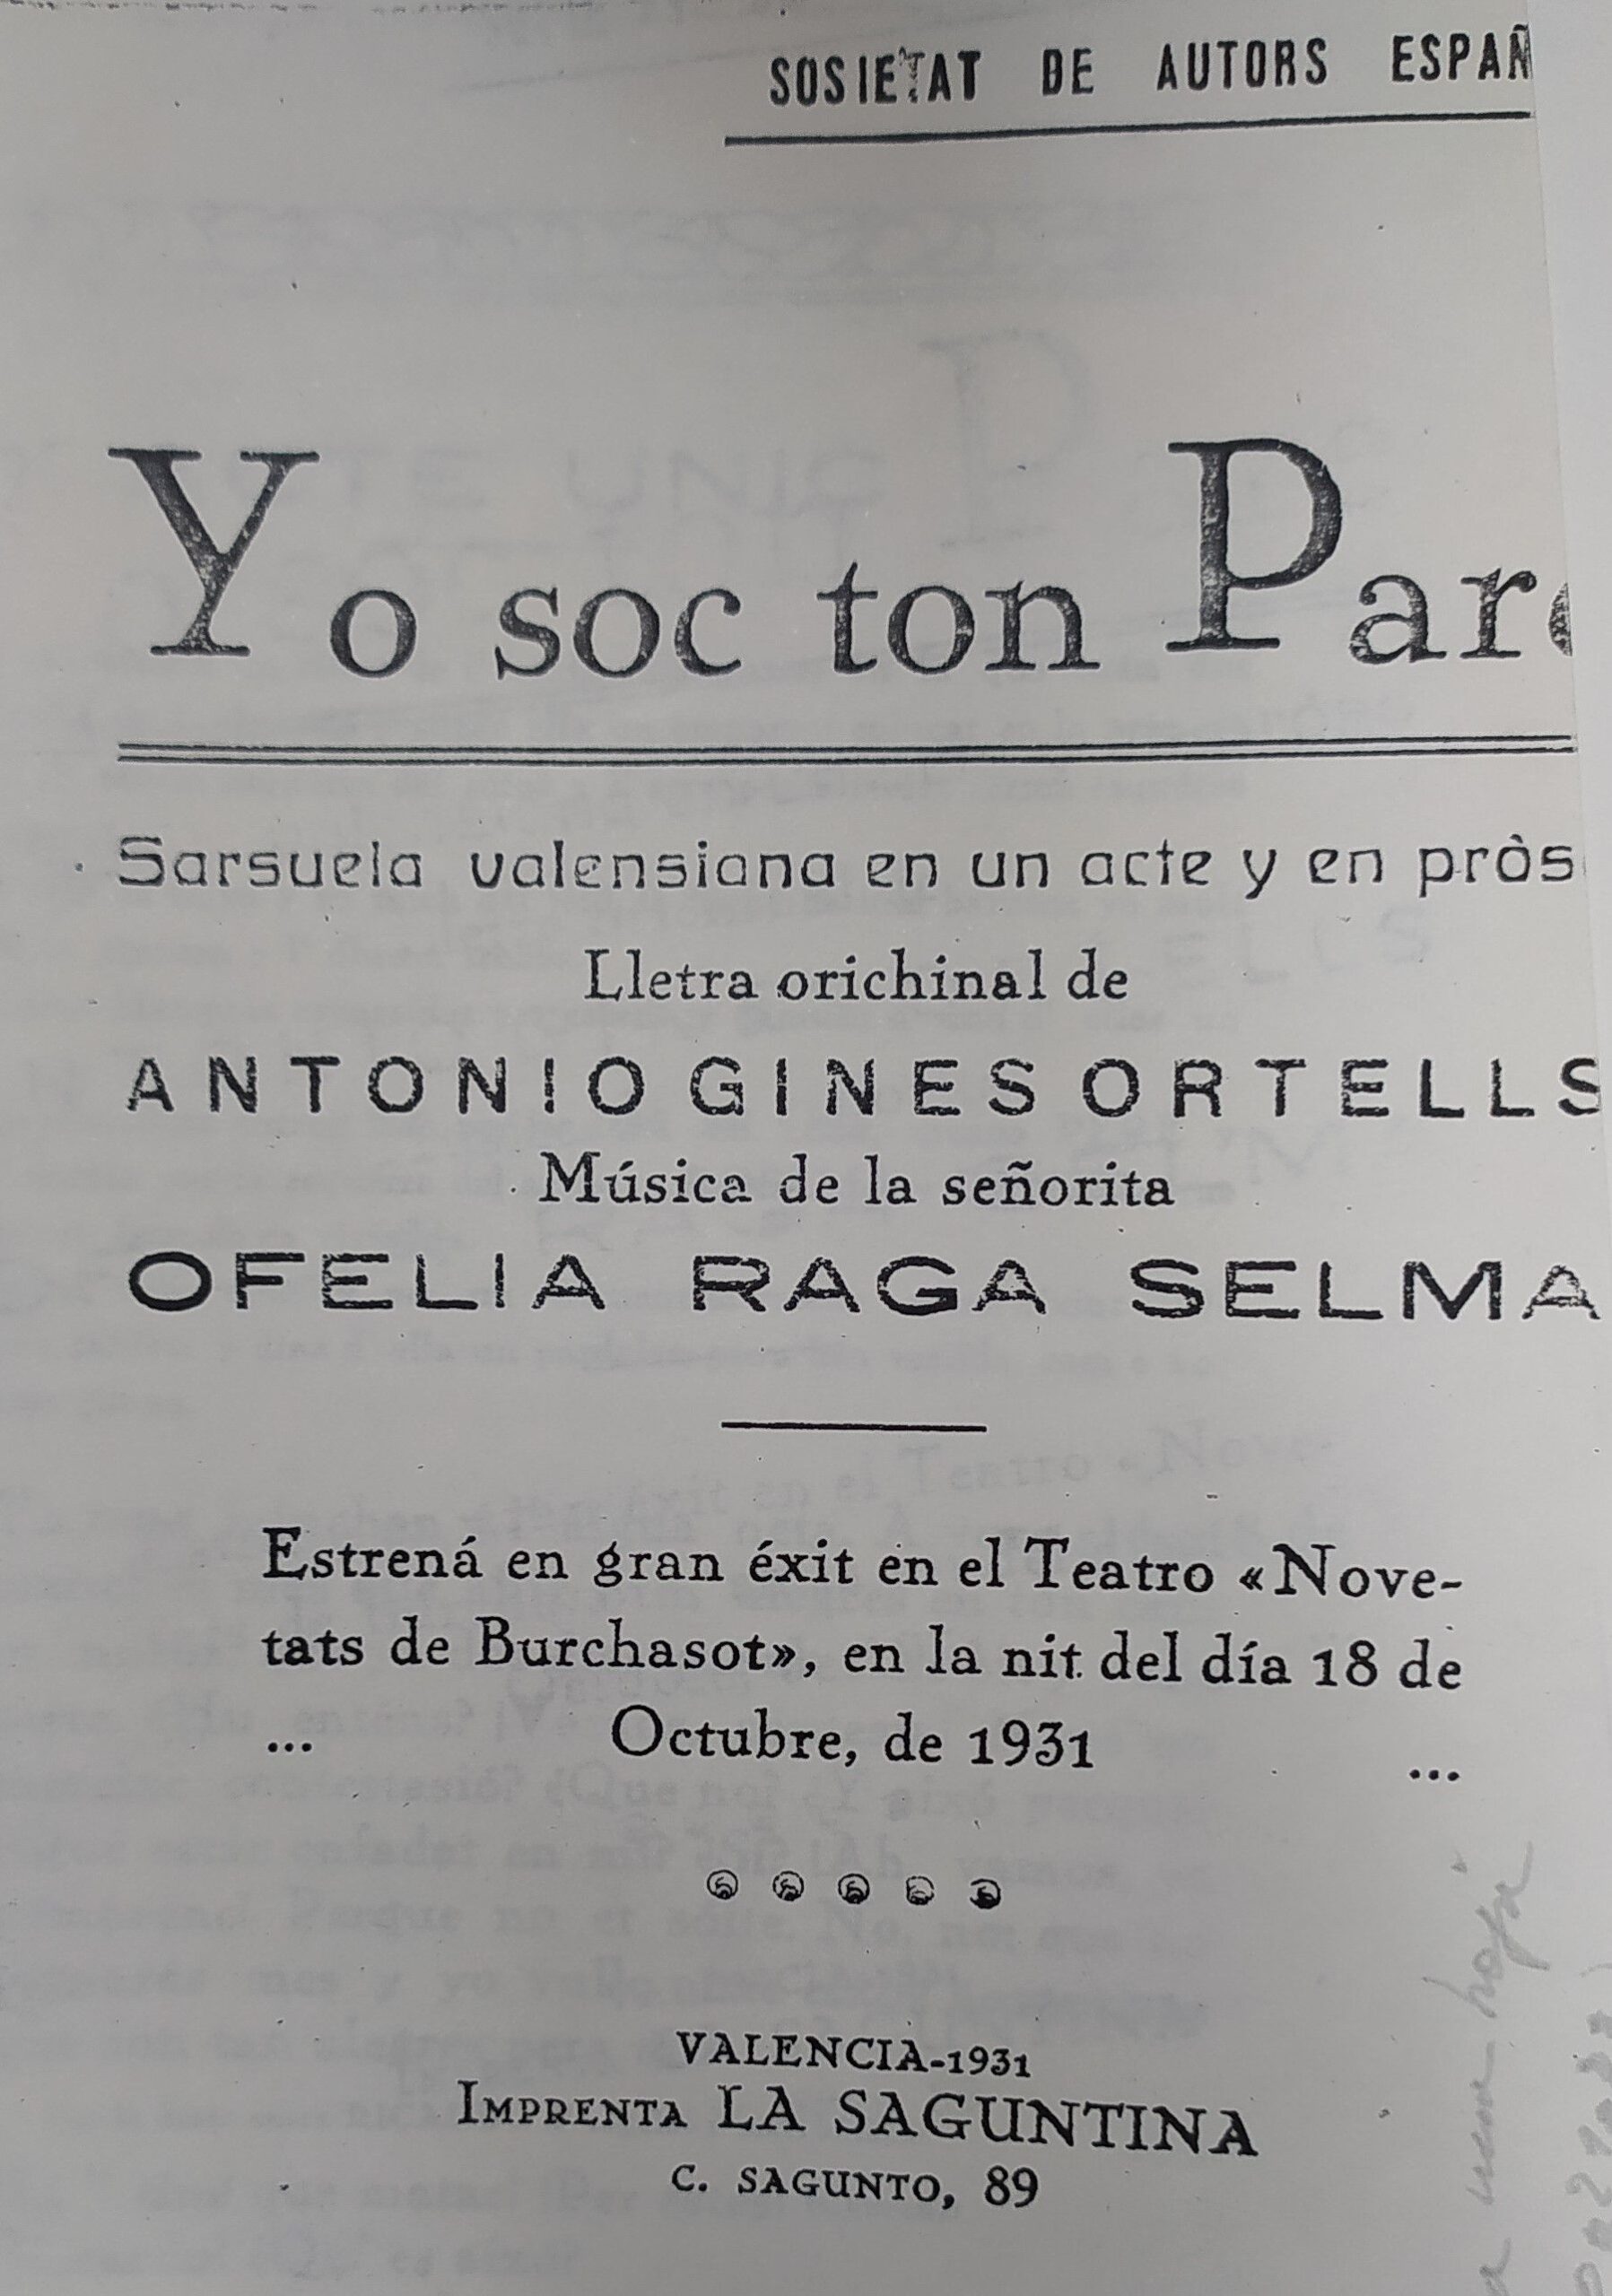 SOSIETAT DE AUTORS ESPAÑ
Yo soc ton Pare
Sarsuela valensiana en un acte y en pròs
Lletra orichinal de
ANTONIO GINES ORTELLS
Música de la señorita
OFELIA RAGA SELMA
Estrená en gran éxit en el Teatro «Nove-
tats de Burchasot», en la nit del día 18 de
... Octubre, de 1931 ...
VALENCIA-1931
IMPRENTA LA SAGUNTINA
C. SAGUNTO, 89